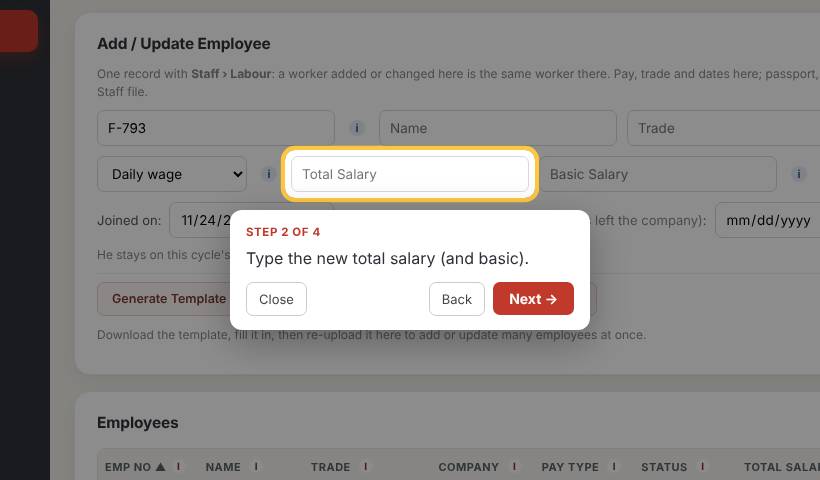 Add / Update Employee
One record with Staff › Labour: a worker added or changed here is the same worker there. Pay, trade and dates here; passport,
Staff file.
F-793 i Name Trade
Daily wage i Total Salary Basic Salary i
Joined on: 11/24/2 left the company): mm/dd/yyyy
STEP 2 OF 4
He stays on this cycle's
Type the new total salary (and basic).
Generate Template
Close Back Next →
Download the template, fill it in, then re-upload it here to add or update many employees at once.
Employees
EMP NO ▲ i NAME i TRADE i COMPANY i PAY TYPE i STATUS i TOTAL SALAR